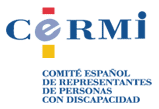 CERMi
COMITÉ ESPAÑOL
DE REPRESENTANTES
DE PERSONAS
CON DISCAPACIDAD